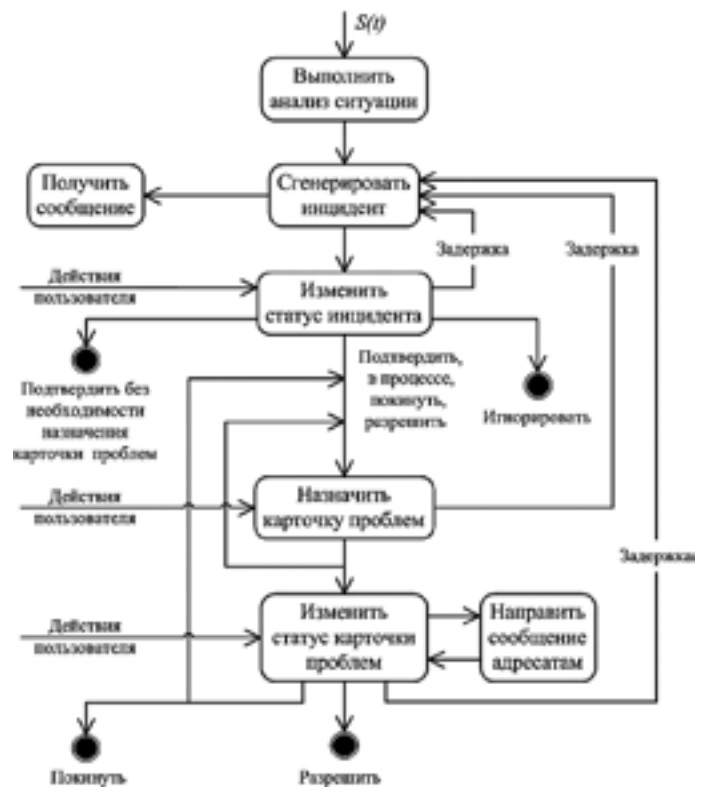 S(t)
Выполнить
анализ ситуации
Получить
сообщение
Сгенерировать
инцидент
Задержка
Задержка
Действия
пользователя
Изменить
статус инцидента
Подтвердить без
необходимости
назначения
карточки проблем
Подтвердить,
в процессе,
покинуть,
разрешить
Игнорировать
Действия
пользователя
Назначить
карточку проблем
Задержка
Действия
пользователя
Изменить
статус карточки
проблем
Направить
сообщение
адресатам
Покинуть
Разрешить